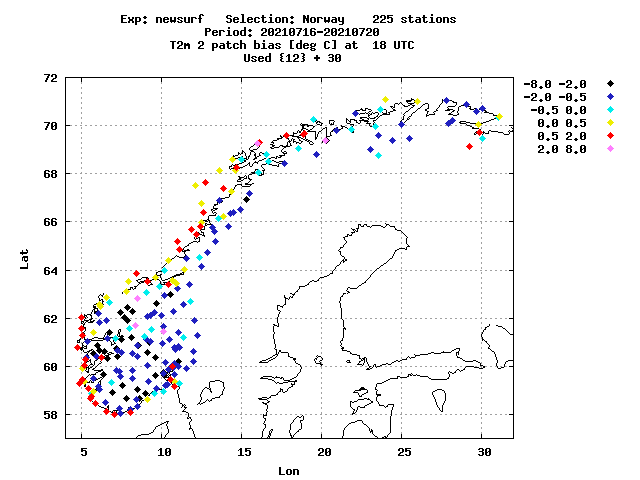 Exp: newsurf Selection: Norway 225 stations
Period: 20210716-20210720
T2m 2 patch bias [deg C] at 18 UTC
Used {12} + 30
72
70
68
66
64
62
60
58
Lat
5 10 15 20 25 30
Lon
-8.0 -2.0
-2.0 -0.5
-0.5 0.0
0.0 0.5
0.5 2.0
2.0 8.0